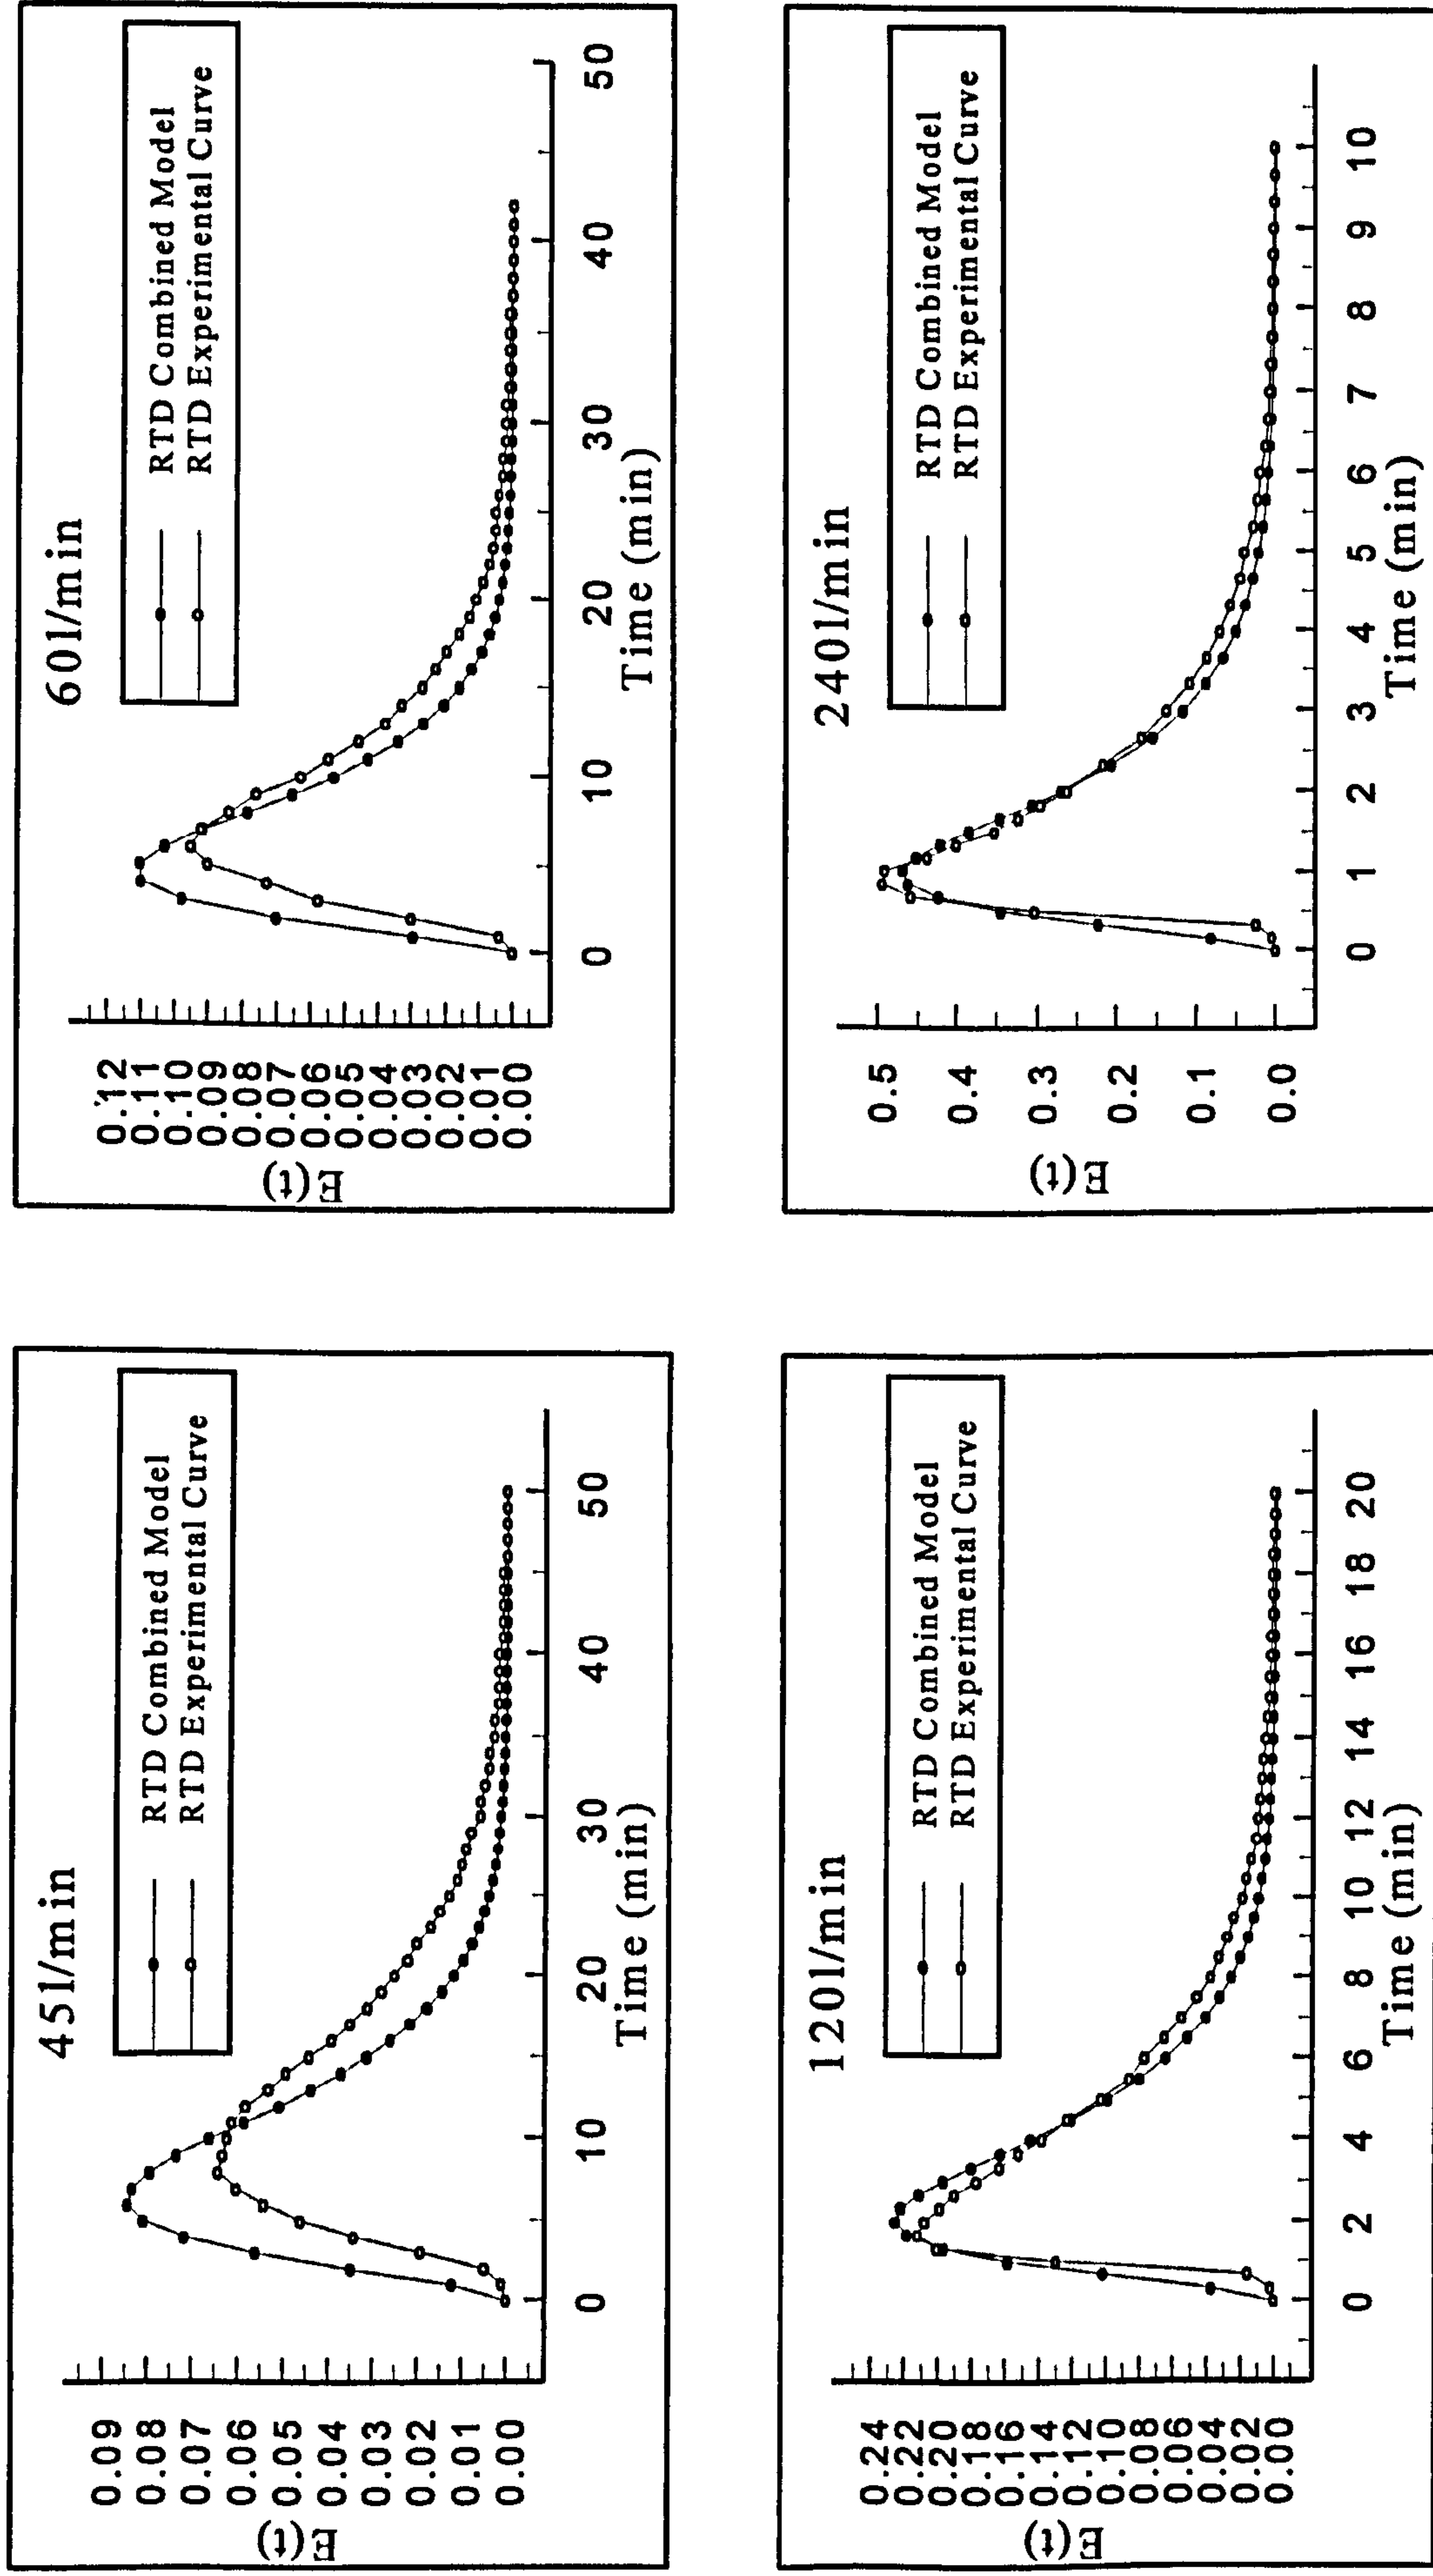 45l/min
RTD Combined Model
RTD Experimental Curve
E(t)
0.09
0.08
0.07
0.06
0.05
0.04
0.03
0.02
0.01
0.00
0 10 20 30 40 50
Time (min)
60l/min
RTD Combined Model
RTD Experimental Curve
E(t)
0.12
0.11
0.10
0.09
0.08
0.07
0.06
0.05
0.04
0.03
0.02
0.01
0.00
0 10 20 30 40 50
Time (min)
120l/min
RTD Combined Model
RTD Experimental Curve
E(t)
0.24
0.22
0.20
0.18
0.16
0.14
0.12
0.10
0.08
0.06
0.04
0.02
0.00
0 2 4 6 8 10 12 14 16 18 20
Time (min)
240l/min
RTD Combined Model
RTD Experimental Curve
E(t)
0.5
0.4
0.3
0.2
0.1
0.0
0 1 2 3 4 5 6 7 8 9 10
Time (min)